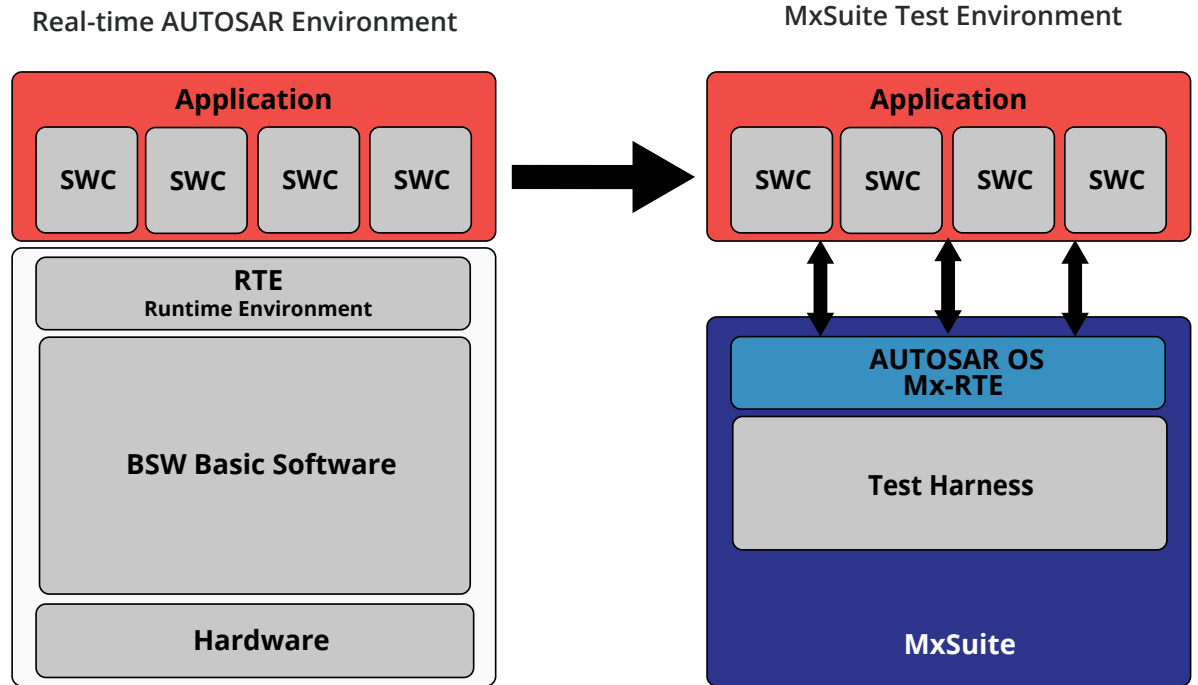 Real-time AUTOSAR Environment
Application
SWC
SWC
SWC
SWC
RTE
Runtime Environment
BSW Basic Software
Hardware
MxSuite Test Environment
Application
SWC
SWC
SWC
SWC
AUTOSAR OS
Mx-RTE
Test Harness
MxSuite